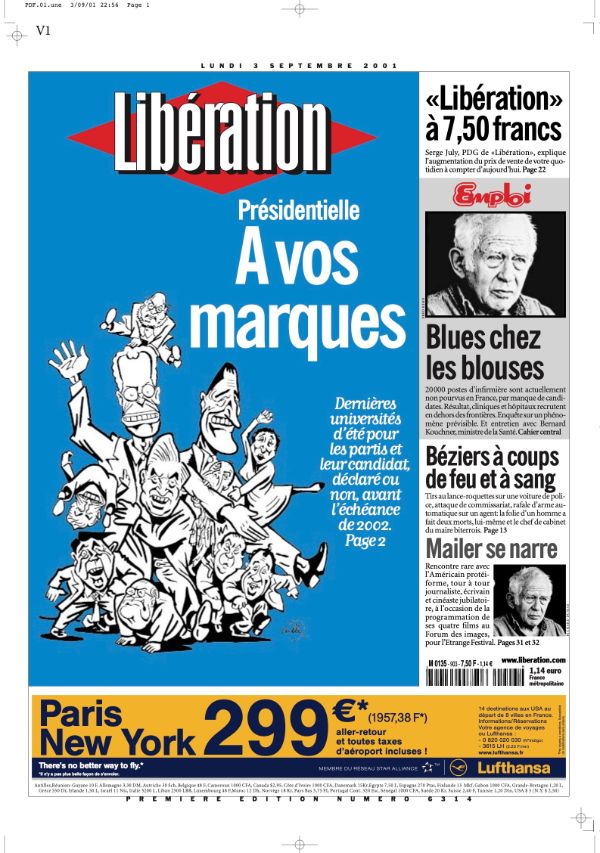 PDF.01.une 3/09/01 22:56 Page 1
V1
LUNDI 3 SEPTEMBRE 2001
Libération
Présidentielle
A vos
marques
Dernières
universités
d'été pour
les partis et
leur candidat,
déclaré ou
non, avant
l'échéance
de 2002.
Page 2
«Libération»
à 7,50 francs
Serge July, PDG de «Libération», explique
l'augmentation du prix de vente de votre quo-
tidien à compter d'aujourd'hui. Page 22
Emploi
Blues chez
les blouses
20000 postes d'infirmière sont actuellement
non pourvus en France, par manque de candi-
dates. Résultat, cliniques et hôpitaux recrutent
en dehors des frontières. Enquête sur un phéno-
mène prévisible. Et entretien avec Bernard
Kouchner, ministre de la Santé. Cahier central
Béziers à coups
de feu et à sang
Tirs au lance-roquettes sur une voiture de poli-
ce, attaque de commissariat, rafale d'arme au-
tomatique sur un agent: la folie d'un homme a
fait deux morts, lui-même et le chef de cabinet
du maire biterrois. Page 13
Mailer se narre
Rencontre rare avec
l'Américain protéi-
forme, tour à tour
journaliste, écrivain
et cinéaste jubilatoi-
re, à l'occasion de la
programmation de
ses quatre films au
Forum des images,
pour l'Etrange Festival. Pages 31 et 32
M 0135 - 903 - 7,50 F - 1,14 €
www.liberation.com
1,14 euro
France
métropolitaine
Paris
New York 299 €* (1957,38 F*)
aller-retour
et toutes taxes
d'aéroport incluses !
14 destinations aux USA au
départ de 8 villes en France.
Informations/Réservations
Votre agence de voyages
ou Lufthansa :
- 0 820 020 030
- 3615 LH
www.lufthansa.fr
There's no better way to fly.*
*Il n'y a pas plus belle façon de s'envoler.
MEMBRE DU RÉSEAU STAR ALLIANCE
Lufthansa
PREMIERE EDITION NUMERO 6314